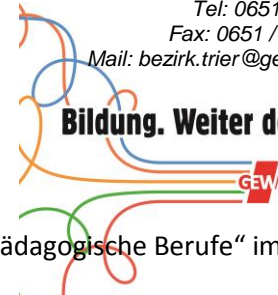 Tel: 0651
Fax: 0651 /
Mail: bezirk.trier@ge
Bildung. Weiter d
GEW
ädagogische Berufe“ im